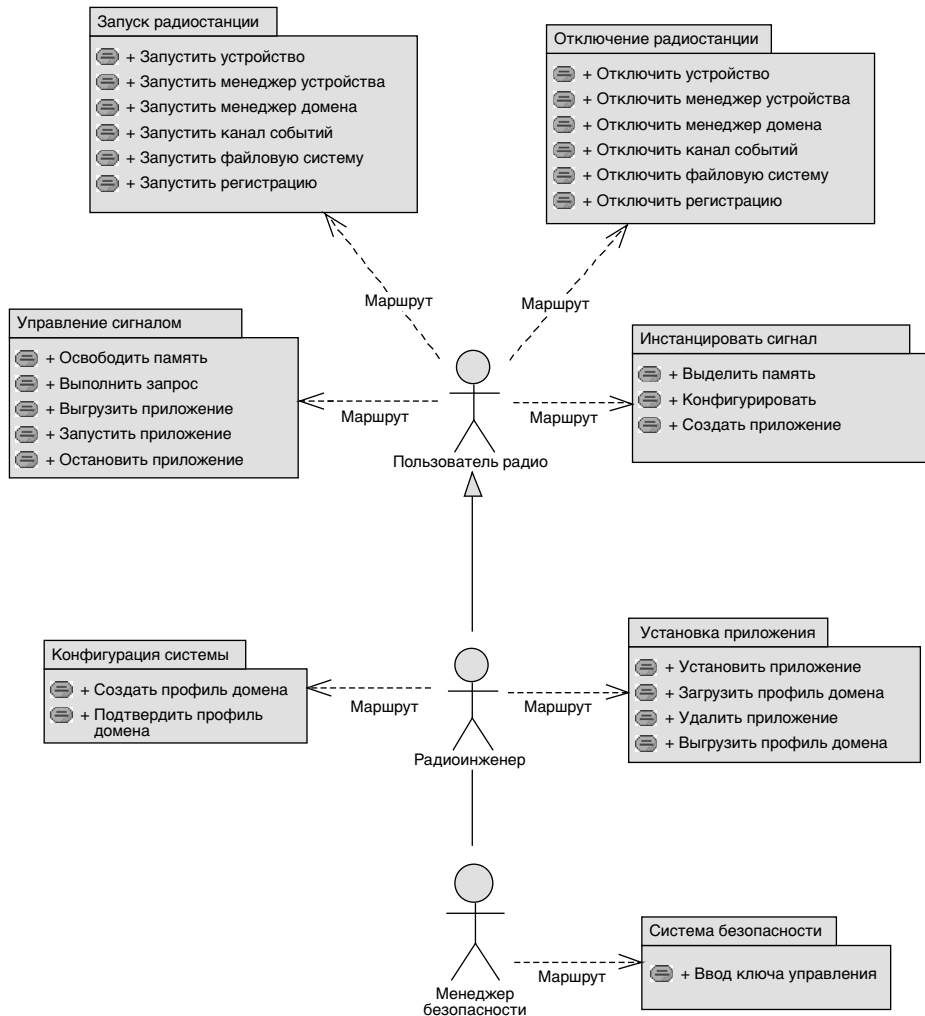 Запуск радиостанции
+ Запустить устройство
+ Запустить менеджер устройства
+ Запустить менеджер домена
+ Запустить канал событий
+ Запустить файловую систему
+ Запустить регистрацию
Отключение радиостанции
+ Отключить устройство
+ Отключить менеджер устройства
+ Отключить менеджер домена
+ Отключить канал событий
+ Отключить файловую систему
+ Отключить регистрацию
Маршрут
Маршрут
Управление сигналом
+ Освободить память
+ Выполнить запрос
+ Выгрузить приложение
+ Запустить приложение
+ Остановить приложение
Маршрут
Пользователь радио
Маршрут
Инстанцировать сигнал
+ Выделить память
+ Конфигурировать
+ Создать приложение
Конфигурация системы
+ Создать профиль домена
+ Подтвердить профиль
домена
Маршрут
Радиоинженер
Маршрут
Установка приложения
+ Установить приложение
+ Загрузить профиль домена
+ Удалить приложение
+ Выгрузить профиль домена
Менеджер
безопасности
Маршрут
Система безопасности
+ Ввод ключа управления